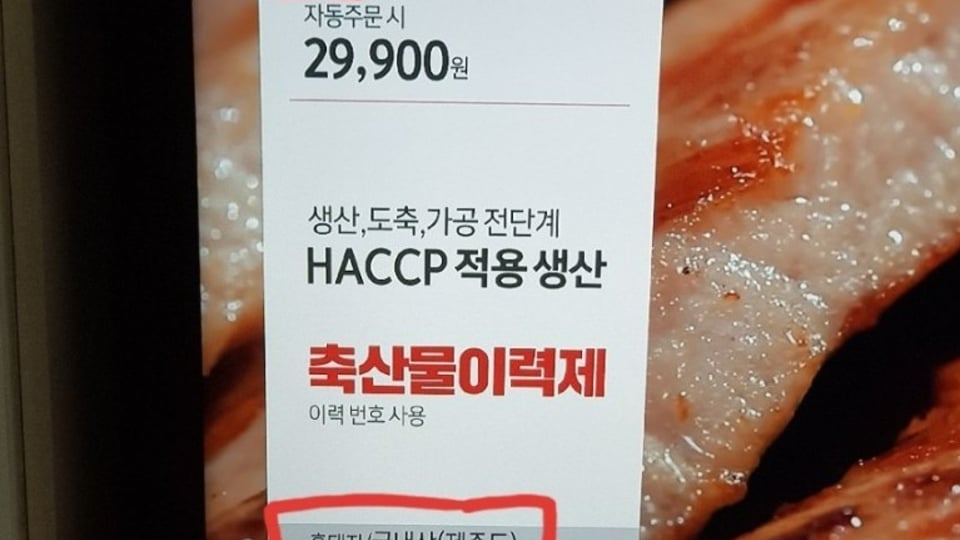 자동주문 시
29,900원
생산,도축,가공 전단계
HACCP 적용 생산
축산물이력제
이력 번호 사용